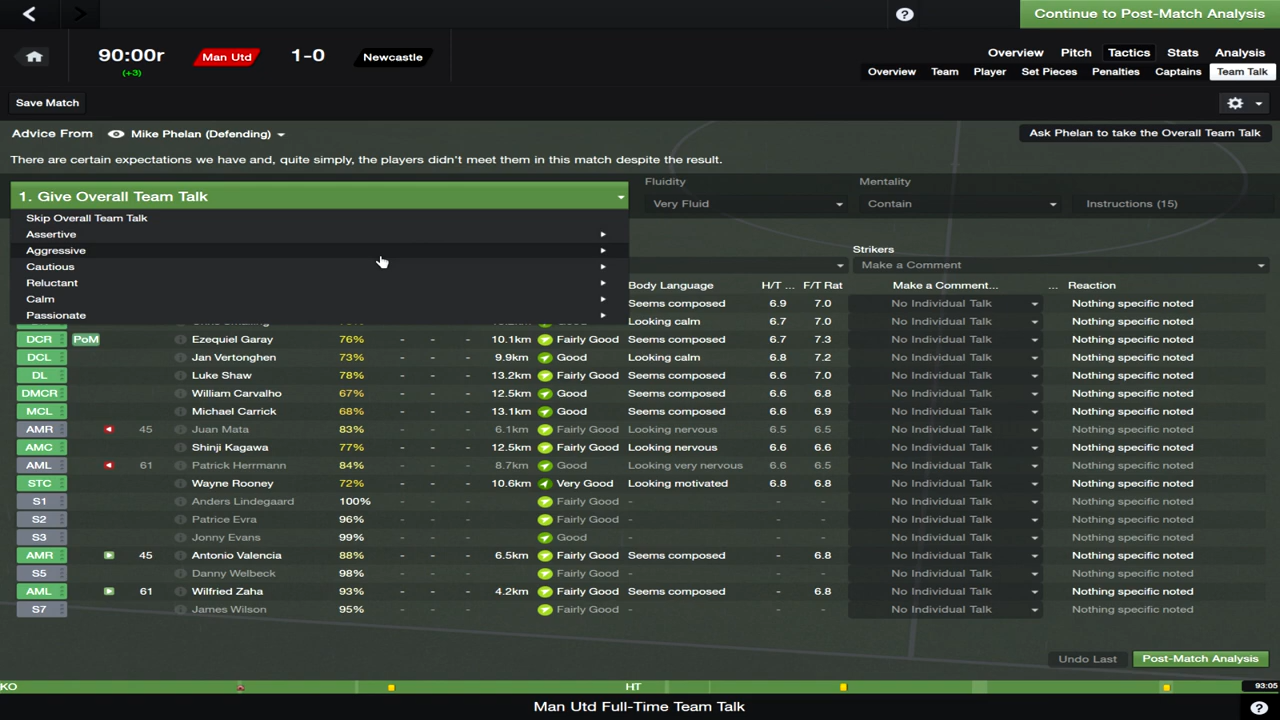 Continue to Post-Match Analysis
90:00r Man Utd 1-0 Newcastle
(+3)
Overview Pitch Tactics Stats Analysis
Overview Team Player Set Pieces Penalties Captains Team Talk
Save Match
Advice From Mike Phelan (Defending)
Ask Phelan to take the Overall Team Talk
There are certain expectations we have and, quite simply, the players didn't meet them in this match despite the result.
1. Give Overall Team Talk
Fluidity Mentality
Very Fluid Contain Instructions (15)
Skip Overall Team Talk
Assertive
Aggressive
Cautious
Reluctant
Calm
Passionate
Strikers
Make a Comment
Body Language H/T ... F/T Rat Make a Comment... ... Reaction
Seems composed 6.9 7.0 No Individual Talk Nothing specific noted
Looking calm 6.7 7.0 No Individual Talk Nothing specific noted
DCR PoM Ezequiel Garay 76% - - - 10.1km Fairly Good Seems composed 6.7 7.3 No Individual Talk Nothing specific noted
DCL Jan Vertonghen 73% - - - 9.9km Good Looking calm 6.8 7.2 No Individual Talk Nothing specific noted
DL Luke Shaw 78% - - - 13.2km Fairly Good Seems composed 6.6 7.0 No Individual Talk Nothing specific noted
DMCR William Carvalho 67% - - - 12.5km Good Seems composed 6.6 6.8 No Individual Talk Nothing specific noted
MCL Michael Carrick 68% - - - 13.1km Good Seems composed 6.6 6.9 No Individual Talk Nothing specific noted
AMR 45 Juan Mata 83% - - - 6.1km Fairly Good Looking nervous 6.5 6.5 No Individual Talk Nothing specific noted
AMC Shinji Kagawa 77% - - - 12.5km Fairly Good Seems composed 6.6 6.6 No Individual Talk Nothing specific noted
AML 61 Patrick Herrmann 84% - - - 8.7km Good Looking very nervous 6.6 6.5 No Individual Talk Nothing specific noted
STC Wayne Rooney 72% - - - 10.6km Very Good Looking motivated 6.8 6.8 No Individual Talk Nothing specific noted
S1 Anders Lindegaard 100% - - - Fairly Good - - - No Individual Talk Nothing specific noted
S2 Patrice Evra 96% - - - Fairly Good - - - No Individual Talk Nothing specific noted
S3 Jonny Evans 99% - - - Good - - - No Individual Talk Nothing specific noted
AMR 45 Antonio Valencia 88% - - - 6.5km Fairly Good Seems composed - 6.8 No Individual Talk Nothing specific noted
S5 Danny Welbeck 98% - - - Fairly Good - - - No Individual Talk Nothing specific noted
AML 61 Wilfried Zaha 93% - - - 4.2km Fairly Good Seems composed - 6.8 No Individual Talk Nothing specific noted
S7 James Wilson 95% - - - Fairly Good - - - No Individual Talk Nothing specific noted
Undo Last Post-Match Analysis
KO HT 93:05
Man Utd Full-Time Team Talk